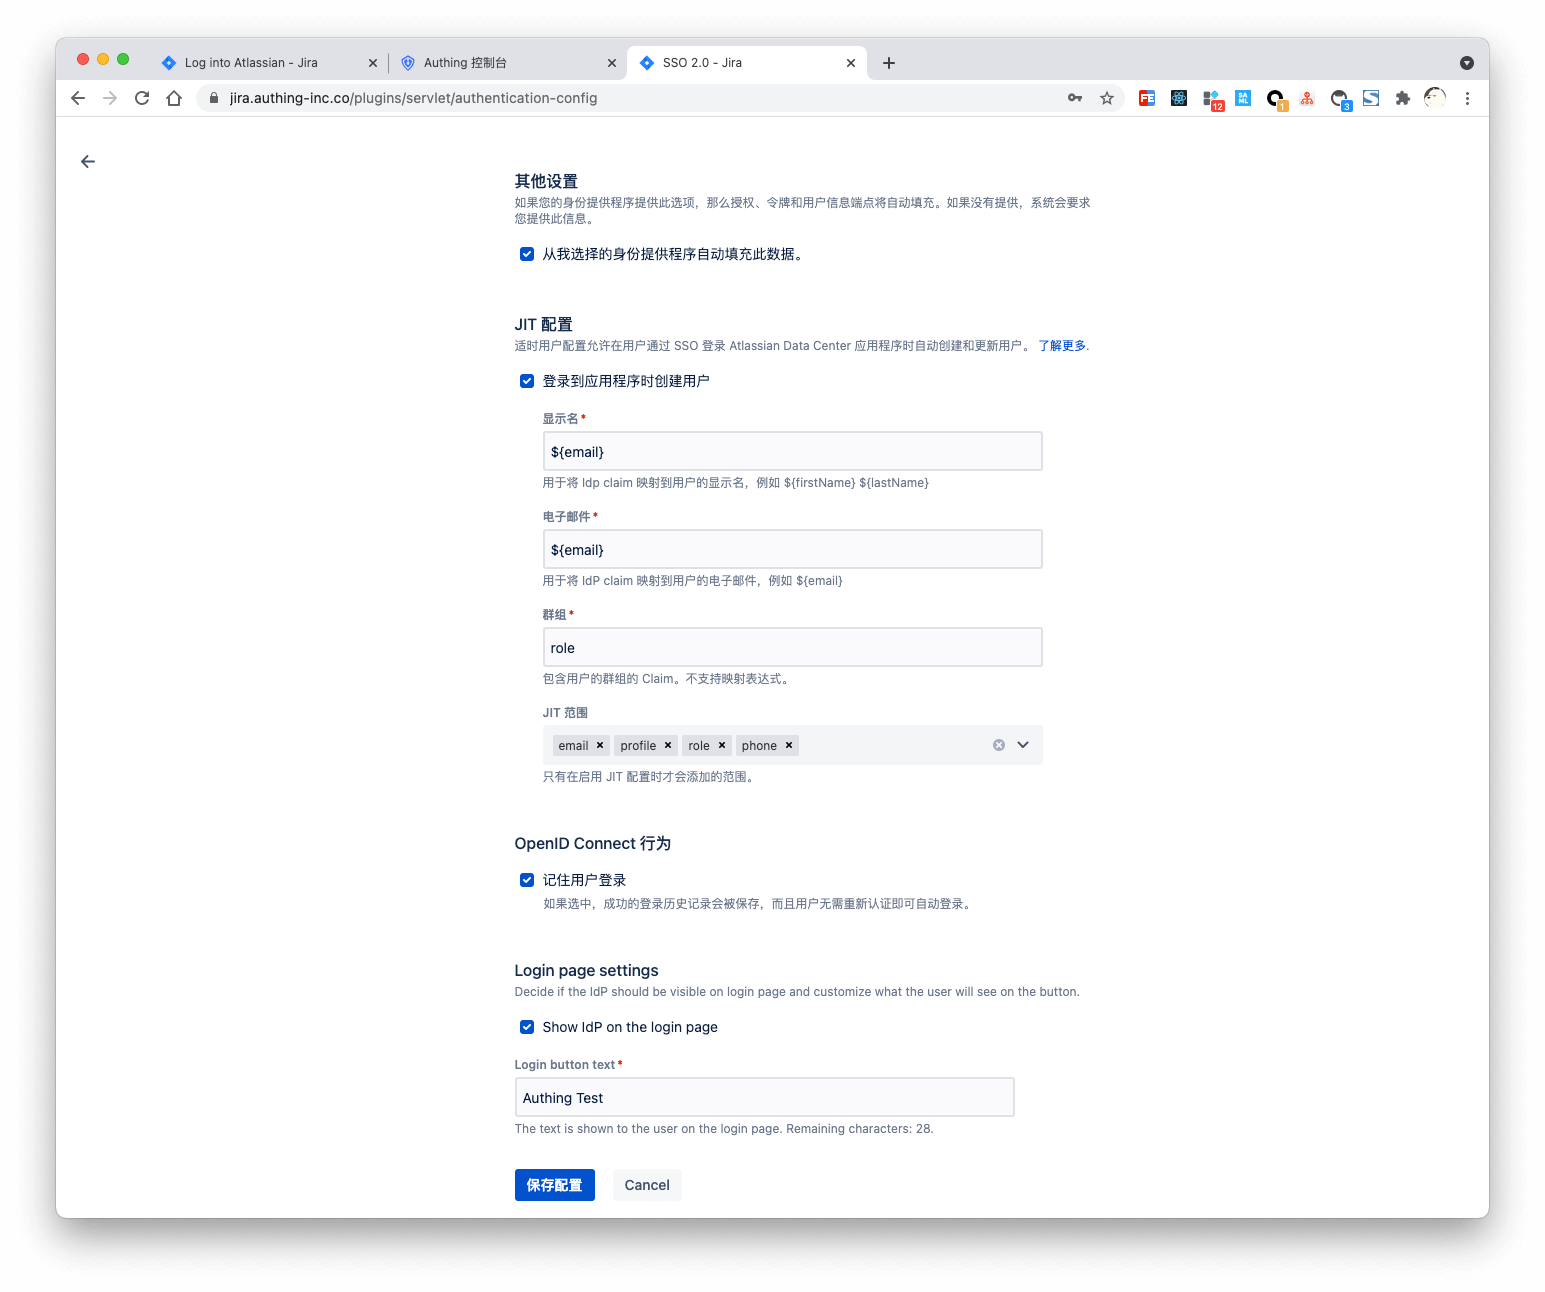 Log into Atlassian - Jira
Authing 控制台
SSO 2.0 - Jira
jira.authing-inc.co/plugins/servlet/authentication-config
FE
12
SA
ML
1
3
其他设置
如果您的身份提供程序提供此选项，那么授权、令牌和用户信息端点将自动填充。如果没有提供，系统会要求
您提供此信息。
从我选择的身份提供程序自动填充此数据。
JIT 配置
适时用户配置允许在用户通过 SSO 登录 Atlassian Data Center 应用程序时自动创建和更新用户。 了解更多.
登录到应用程序时创建用户
显示名*
${email}
用于将 Idp claim 映射到用户的显示名，例如 ${firstName} ${lastName}
电子邮件*
${email}
用于将 IdP claim 映射到用户的电子邮件，例如 ${email}
群组*
role
包含用户的群组的 Claim。不支持映射表达式。
JIT 范围
email profile role phone
只有在启用 JIT 配置时才会添加的范围。
OpenID Connect 行为
记住用户登录
如果选中，成功的登录历史记录会被保存，而且用户无需重新认证即可自动登录。
Login page settings
Decide if the IdP should be visible on login page and customize what the user will see on the button.
Show IdP on the login page
Login button text*
Authing Test
The text is shown to the user on the login page. Remaining characters: 28.
保存配置
Cancel